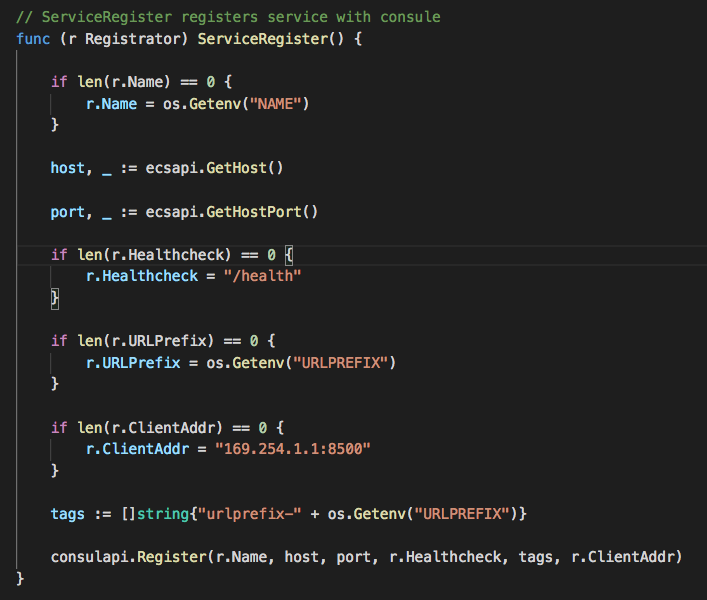 // ServiceRegister registers service with consule
func (r Registrator) ServiceRegister() {
if len(r.Name) == 0 {
r.Name = os.Getenv("NAME")
}
host, _ := ecsapi.GetHost()
port, _ := ecsapi.GetHostPort()
if len(r.Healthcheck) == 0 {
r.Healthcheck = "/health"
}
if len(r.URLPrefix) == 0 {
r.URLPrefix = os.Getenv("URLPREFIX")
}
if len(r.ClientAddr) == 0 {
r.ClientAddr = "169.254.1.1:8500"
}
tags := []string{"urlprefix-" + os.Getenv("URLPREFIX")}
consulapi.Register(r.Name, host, port, r.Healthcheck, tags, r.ClientAddr)
}